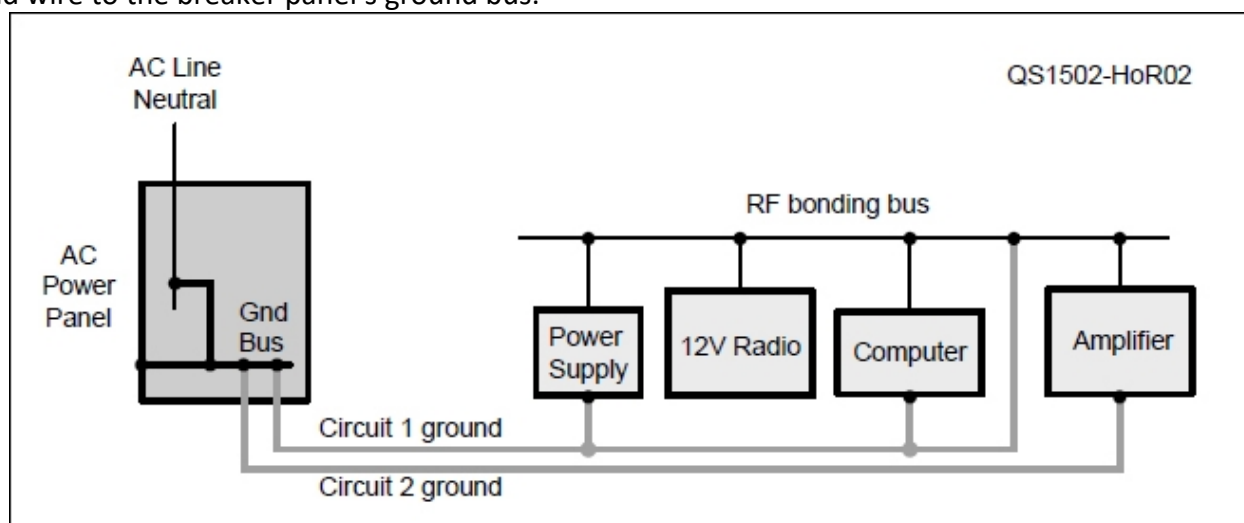 d wire to the breaker panel's ground bus.
AC Line
Neutral
QS1502-HoR02
RF bonding bus
AC
Power
Panel
Gnd
Bus
Power
Supply
12V Radio
Computer
Amplifier
Circuit 1 ground
Circuit 2 ground